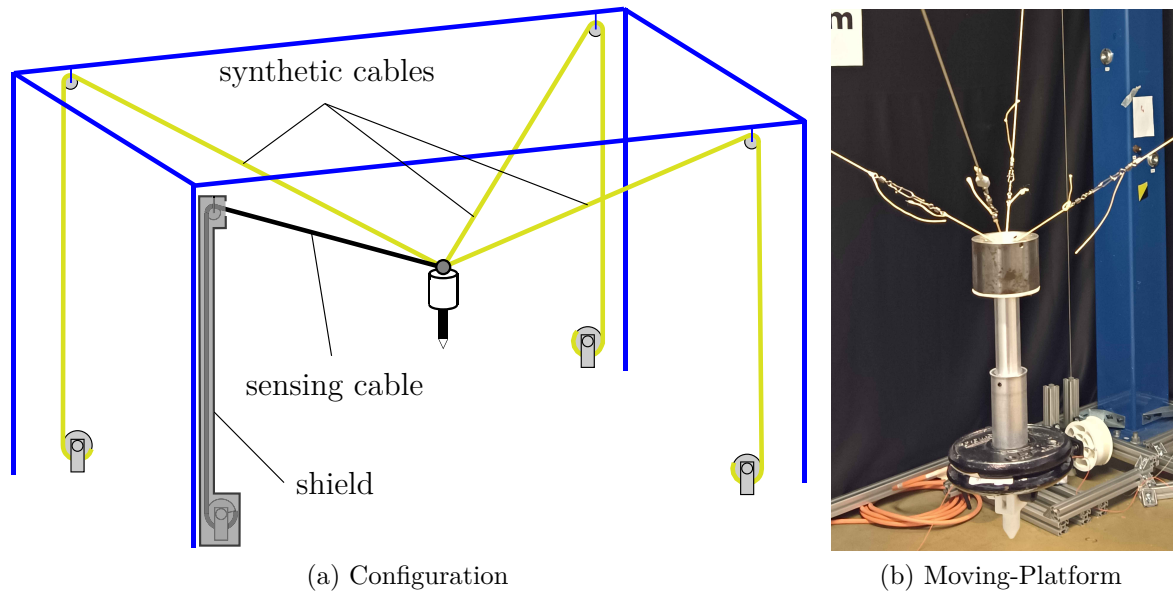 synthetic cables
m
sensing cable
shield
(a) Configuration
(b) Moving-Platform